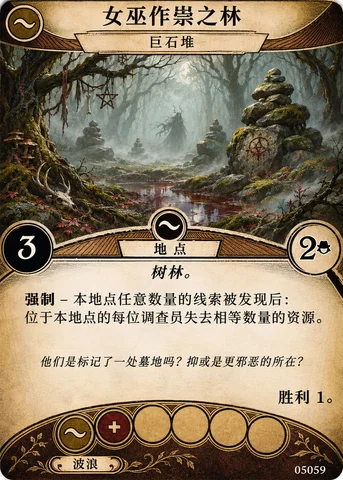 女巫作祟之林
巨石堆
3
地点
2
树林。
强制 – 本地点任意数量的线索被发现后：
位于本地点的每位调查员失去相等数量的资源。
他们是标记了一处墓地吗？抑或是更邪恶的所在？
胜利 1。
波浪
05059